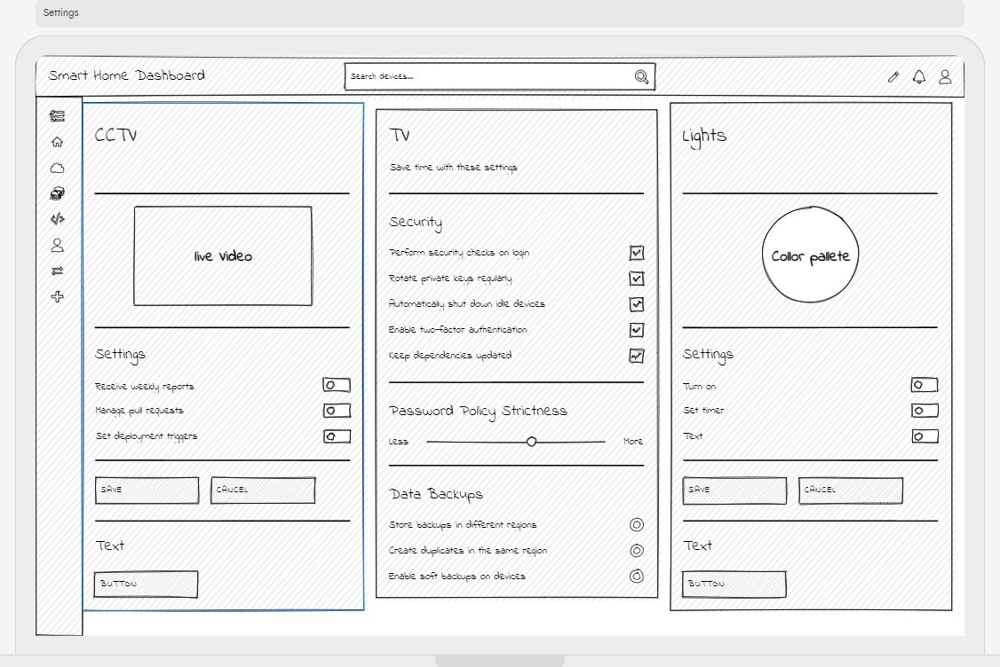 Settings
Smart Home Dashboard
Search devices...
CCTV
live video
Settings
Receive weekly reports
Manage pull requests
Set deployment triggers
SAVE
CANCEL
Text
BUTTON
TV
Save time with these settings
Security
Perform security checks on login
Rotate private keys regularly
Automatically shut down idle devices
Enable two-factor authentication
Keep dependencies updated
Password Policy Strictness
Less
More
Data Backups
Store backups in different regions
Create duplicates in the same region
Enable soft backups on devices
Lights
Collor pallete
Settings
Turn on
Set timer
Text
SAVE
CANCEL
Text
BUTTON